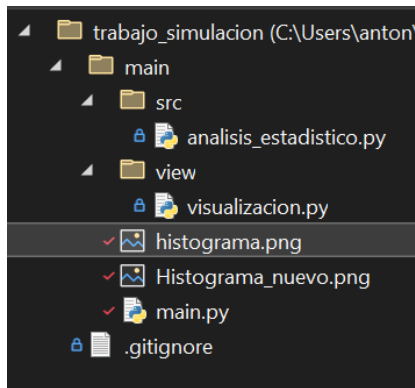 trabajo_simulacion (C:\Users\anton\
main
src
analisis_estadistico.py
view
visualizacion.py
histograma.png
Histograma_nuevo.png
main.py
.gitignore